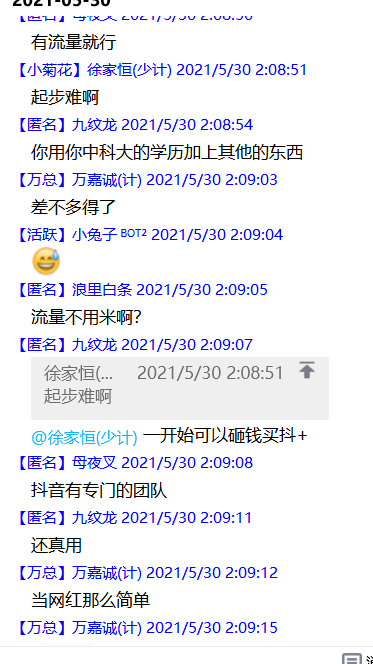 2021-05-30
【匿名】母夜叉 2021/5/30 2:08:50
有流量就行
【小菊花】徐家恒(少计) 2021/5/30 2:08:51
起步难啊
【匿名】九纹龙 2021/5/30 2:08:54
你用你中科大的学历加上其他的东西
【万总】万嘉诚(计) 2021/5/30 2:09:03
差不多得了
【活跃】小兔子 BOT2 2021/5/30 2:09:04
【匿名】浪里白条 2021/5/30 2:09:05
流量不用米啊?
【匿名】九纹龙 2021/5/30 2:09:07
徐家恒(... 2021/5/30 2:08:51
起步难啊
@徐家恒(少计) 一开始可以砸钱买抖+
【匿名】母夜叉 2021/5/30 2:09:08
抖音有专门的团队
【匿名】九纹龙 2021/5/30 2:09:11
还真用
【万总】万嘉诚(计) 2021/5/30 2:09:12
当网红那么简单
【万总】万嘉诚(计) 2021/5/30 2:09:15